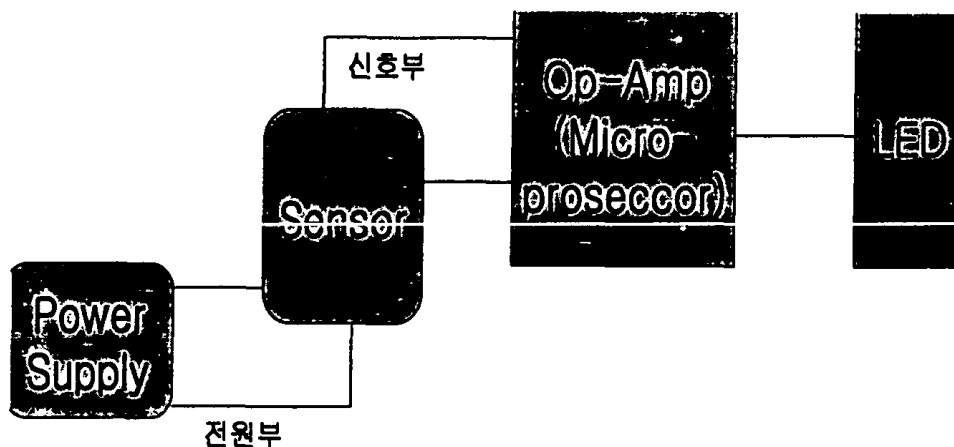 신호부
Op-Amp
(Micro
proseccor)
LED
Sensor
Power
Supply
전원부